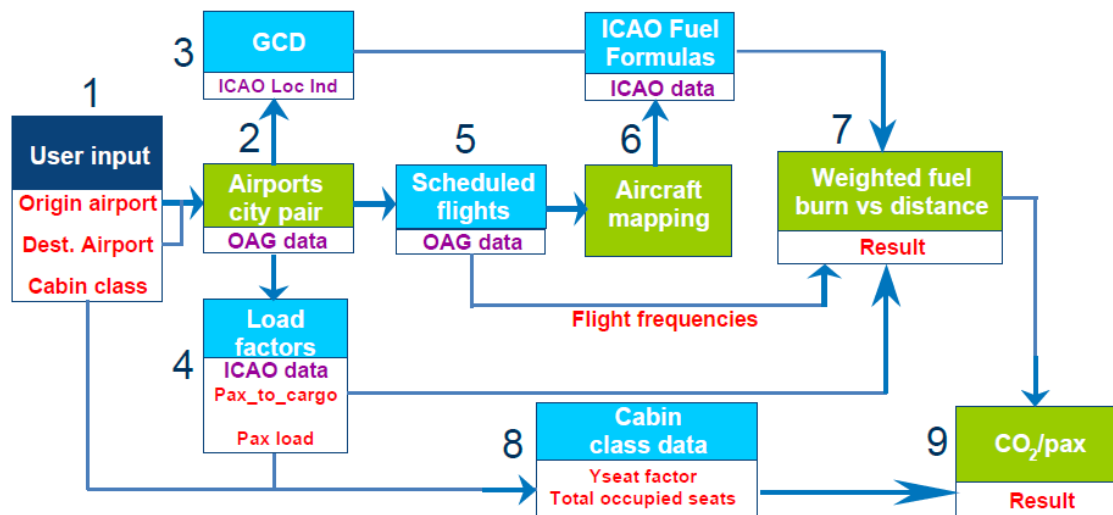 3
GCD
ICAO Loc Ind
ICAO Fuel
Formulas
ICAO data
1
User input
Origin airport
Dest. Airport
Cabin class
2
Airports
city pair
OAG data
5
Scheduled
flights
OAG data
6
Aircraft
mapping
7
Weighted fuel
burn vs distance
Result
Flight frequencies
4
Load
factors
ICAO data
Pax_to_cargo
Pax load
8
Cabin
class data
Yseat factor
Total occupied seats
9
CO₂/pax
Result